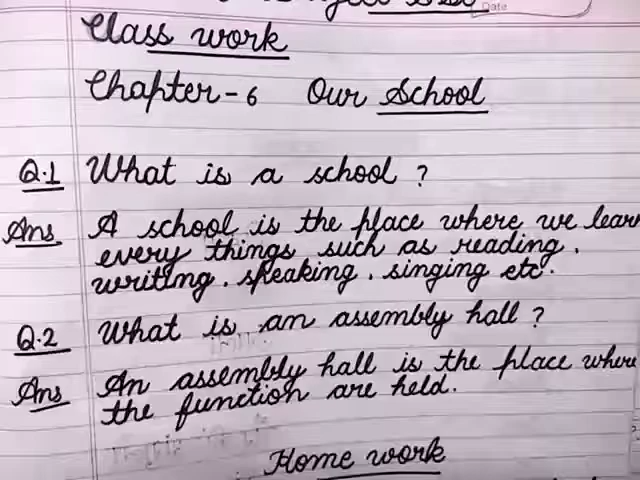 Date
Class work
Chapter - 6 Our School
Q.1 What is a school ?
Ans A school is the place where we learn
every things such as reading,
writing, speaking, singing etc.
Q.2 What is an assembly hall ?
Ans An assembly hall is the place where
the function are held.
Home work